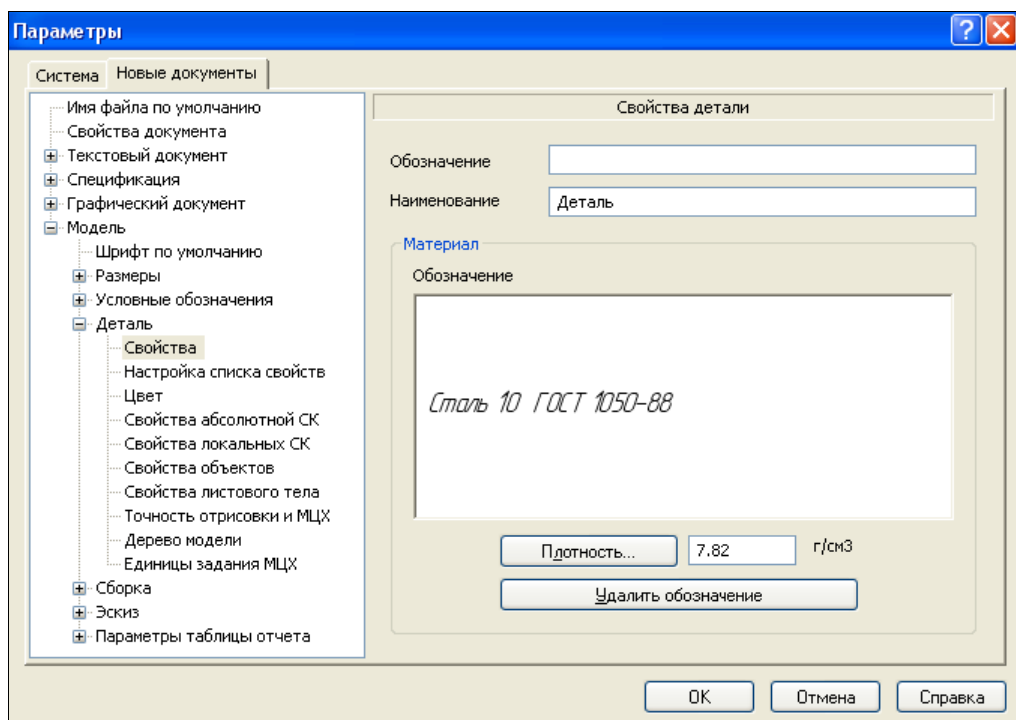 Параметры
Система
Новые документы
Имя файла по умолчанию
Свойства документа
Текстовый документ
Спецификация
Графический документ
Модель
Шрифт по умолчанию
Размеры
Условные обозначения
Деталь
Свойства
Настройка списка свойств
Цвет
Свойства абсолютной СК
Свойства локальных СК
Свойства объектов
Свойства листового тела
Точность отрисовки и МЦХ
Дерево модели
Единицы задания МЦХ
Сборка
Эскиз
Параметры таблицы отчета
Свойства детали
Обозначение
Наименование Деталь
Материал
Обозначение
Сталь 10 ГОСТ 1050-88
Плотность... 7.82 г/см3
Удалить обозначение
OK Отмена Справка